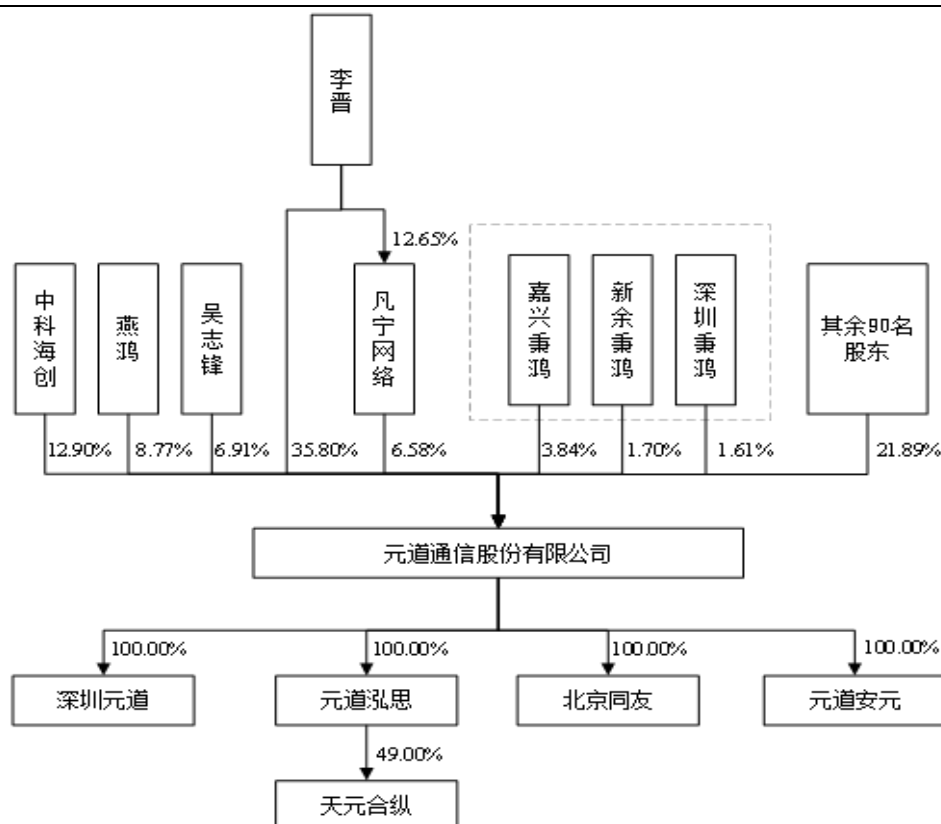 李晋
12.65%
中科海创
燕鸿
吴志锋
凡宁网络
嘉兴秉鸿
新余秉鸿
深圳秉鸿
其余90名
股东
12.90%
8.77%
6.91%
35.80%
6.58%
3.84%
1.70%
1.61%
21.89%
元道通信股份有限公司
100.00%
100.00%
100.00%
100.00%
深圳元道
元道泓思
北京同友
元道安元
49.00%
天元合纵